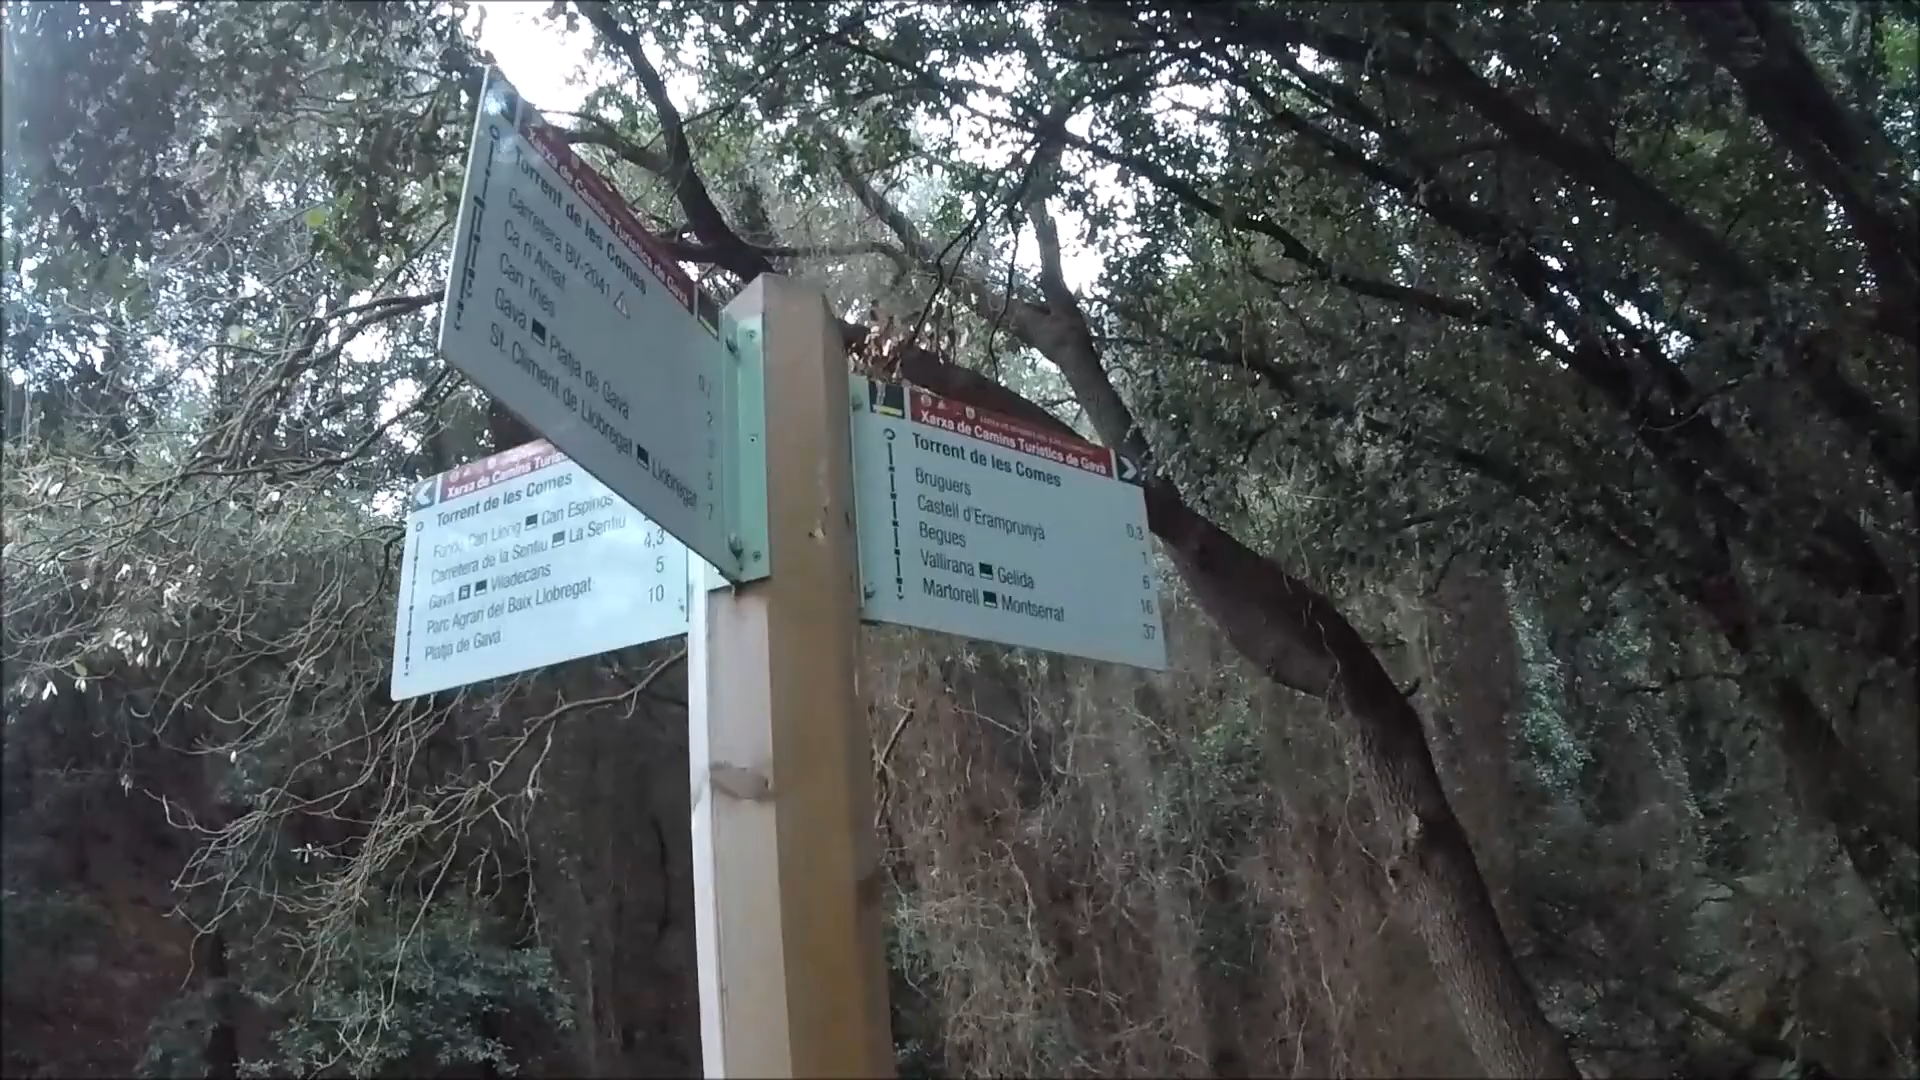 Xarxa de Camins Turístics de Gavà
Torrent de les Comes
Carretera BV-2041
Ca n'Amat
Can Tries
Gavà Platja de Gavà
St. Climent de Llobregat Llobregat
2
3
5
7
Xarxa de Camins
Torrent de les Comes
Can Llong Can Espinós
Carretera de la Sentiu La Sentiu
Gavà Viladecans
Parc Agrari del Baix Llobregat
Platja de Gavà
4,3
5
10
Xarxa de Camins Turístics de Gavà
Torrent de les Comes
Bruguers 0,3
Castell d'Eramprunyà 1
Begues 6
Vallirana Gelida 16
Martorell Montserrat 37